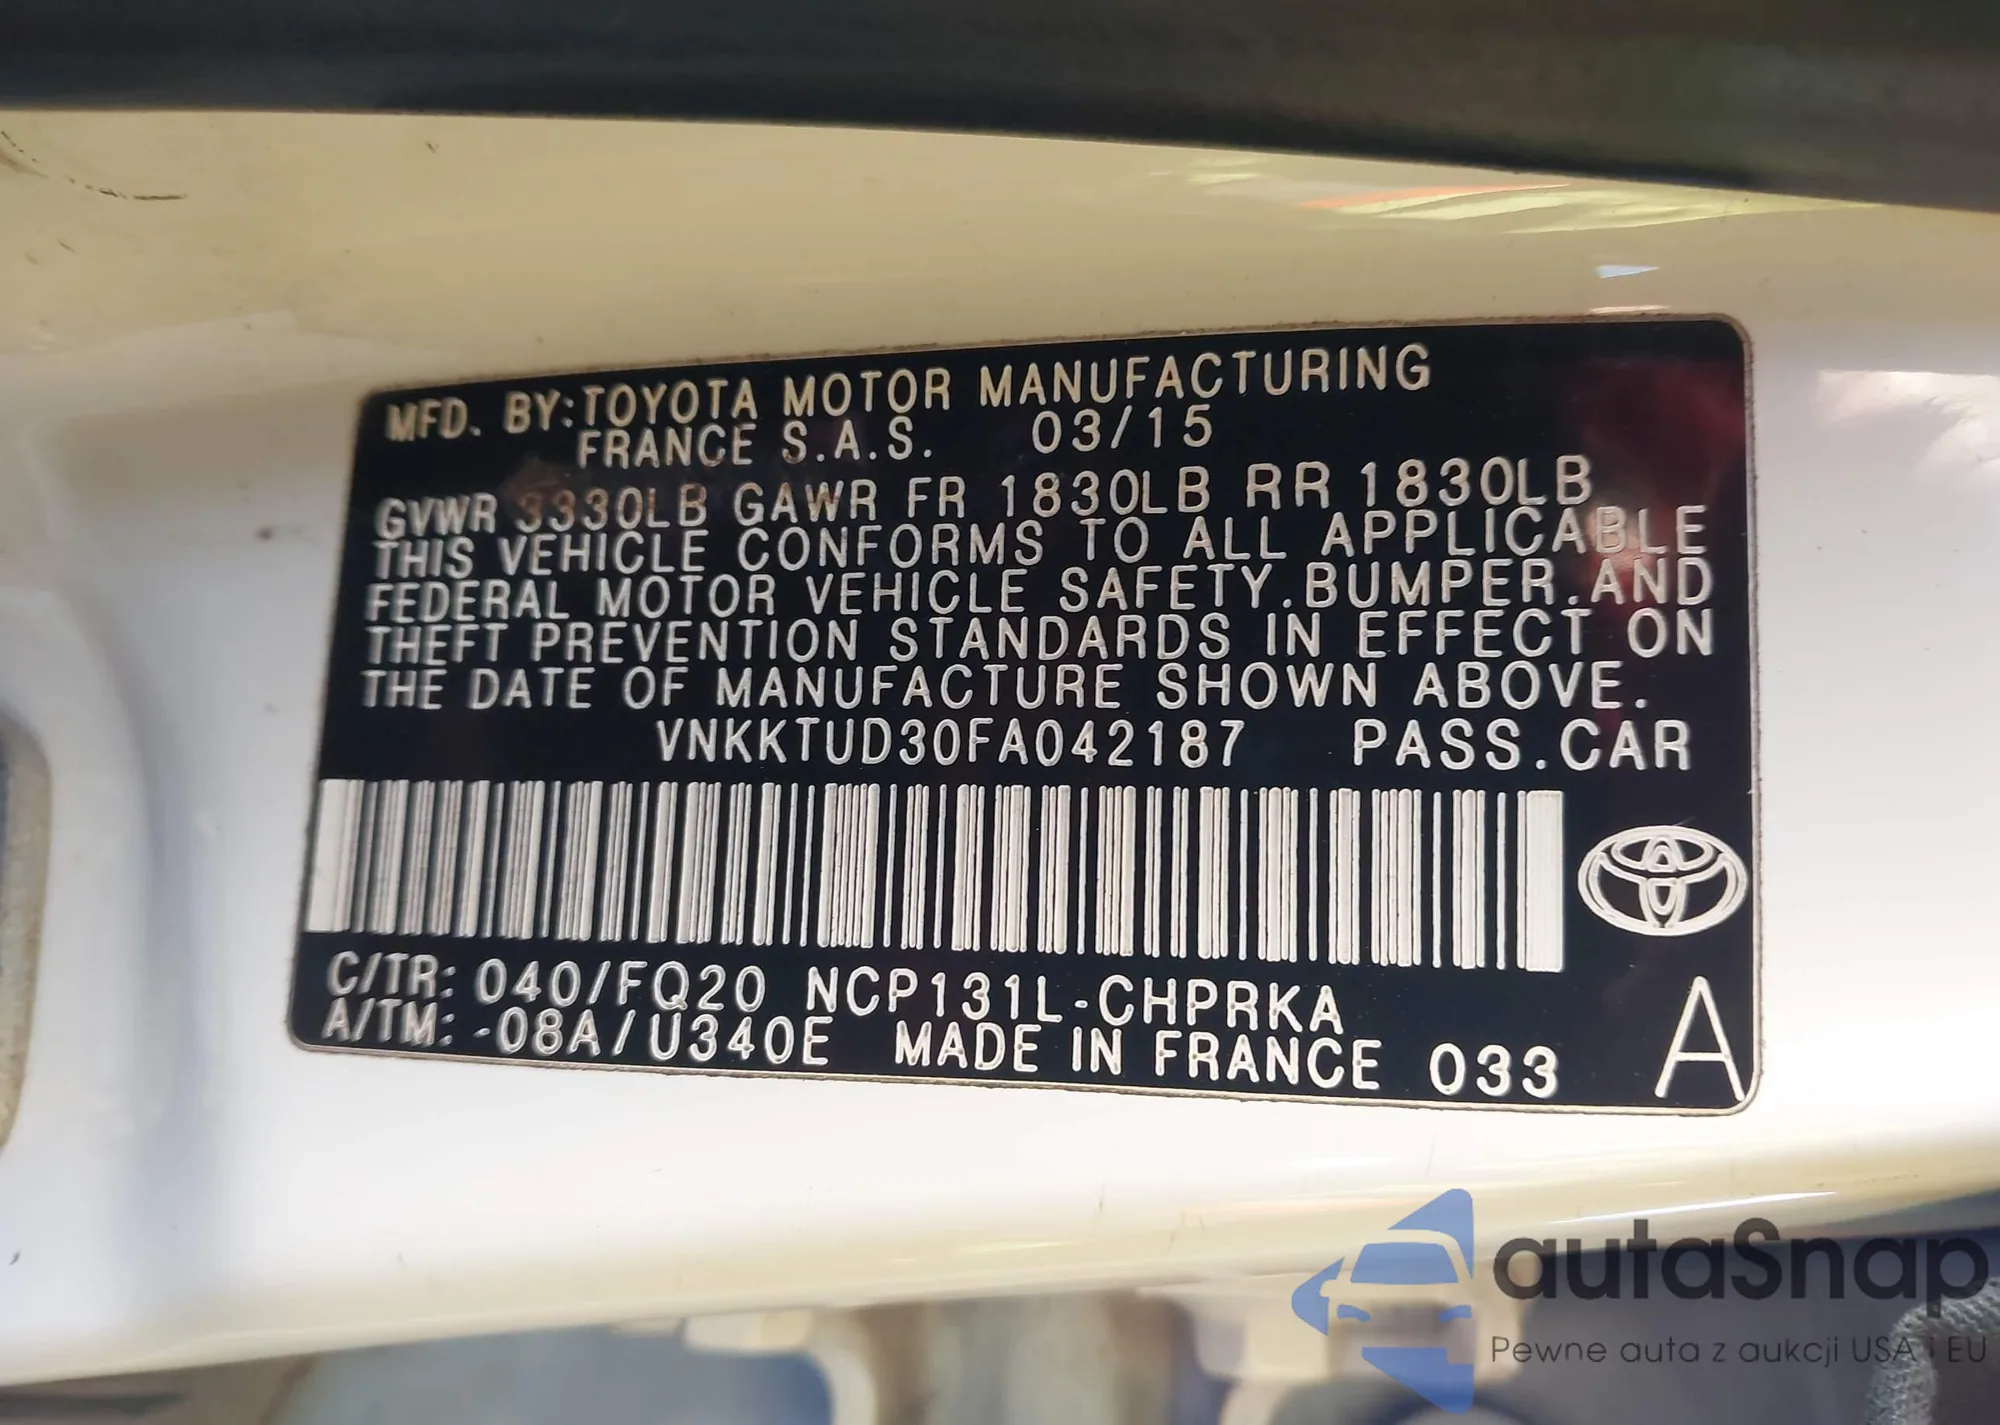 MFD. BY:TOYOTA MOTOR MANUFACTURING
FRANCE S.A.S. 03/15
GVWR 3330LB GAWR FR 1830LB RR 1830LB
THIS VEHICLE CONFORMS TO ALL APPLICABLE
FEDERAL MOTOR VEHICLE SAFETY.BUMPER.AND
THEFT PREVENTION STANDARDS IN EFFECT ON
THE DATE OF MANUFACTURE SHOWN ABOVE.
VNKKTUD30FA042187 PASS.CAR
C/TR: 040/FQ20 NCP131L-CHPRKA
A/TM: -08A/U340E MADE IN FRANCE 033 A
autaSnap
Pewne auta z aukcji USA i EU